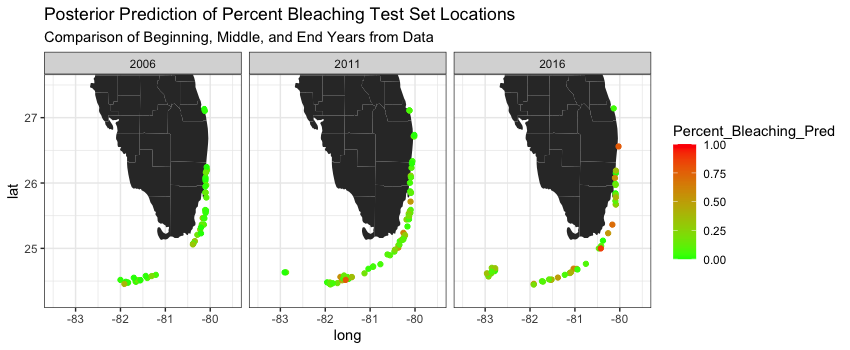 Posterior Prediction of Percent Bleaching Test Set Locations
Comparison of Beginning, Middle, and End Years from Data
2006 2011 2016
lat
27
26
25
-83 -82 -81 -80 -83 -82 -81 -80 -83 -82 -81 -80
long
Percent_Bleaching_Pred
1.00
0.75
0.50
0.25
0.00